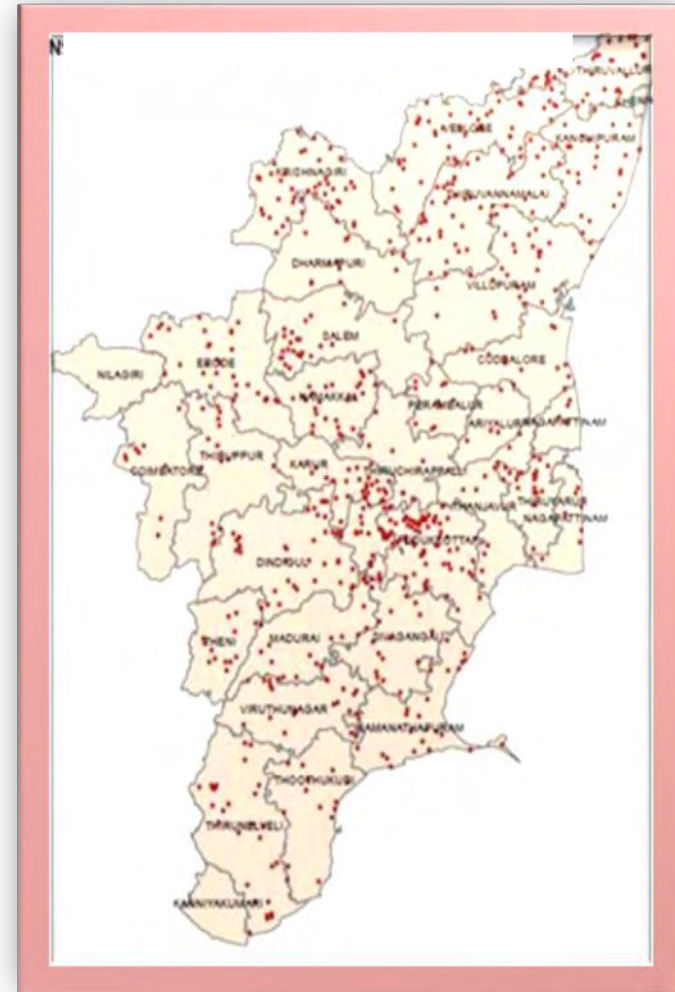 N
THIRUVALLUR
CHENN
VELLORE
KANCHIPURAM
KRISHNAGIRI
THIRUVANNAMALAI
DHARMAPURI
VILLUPURAM
SALEM
CUDDALORE
ERODE
NILAGIRI
NAMAKKAL
PERAMBALUR
ARIYALUR
NAGAPATTINAM
THIRUPPUR
KARUR
THIRUCHIRAPPALLI
COIMBATORE
THANJAVUR
THIRUVARUR
NAGAPATTINAM
PUDUKOTTAI
DINDIGUL
THENI
MADURAI
SIVAGANGAI
VIRUTHUNAGAR
RAMANATHAPURAM
THOOTHUKUDI
THIRUNELVELI
KANNIYAKUMARI